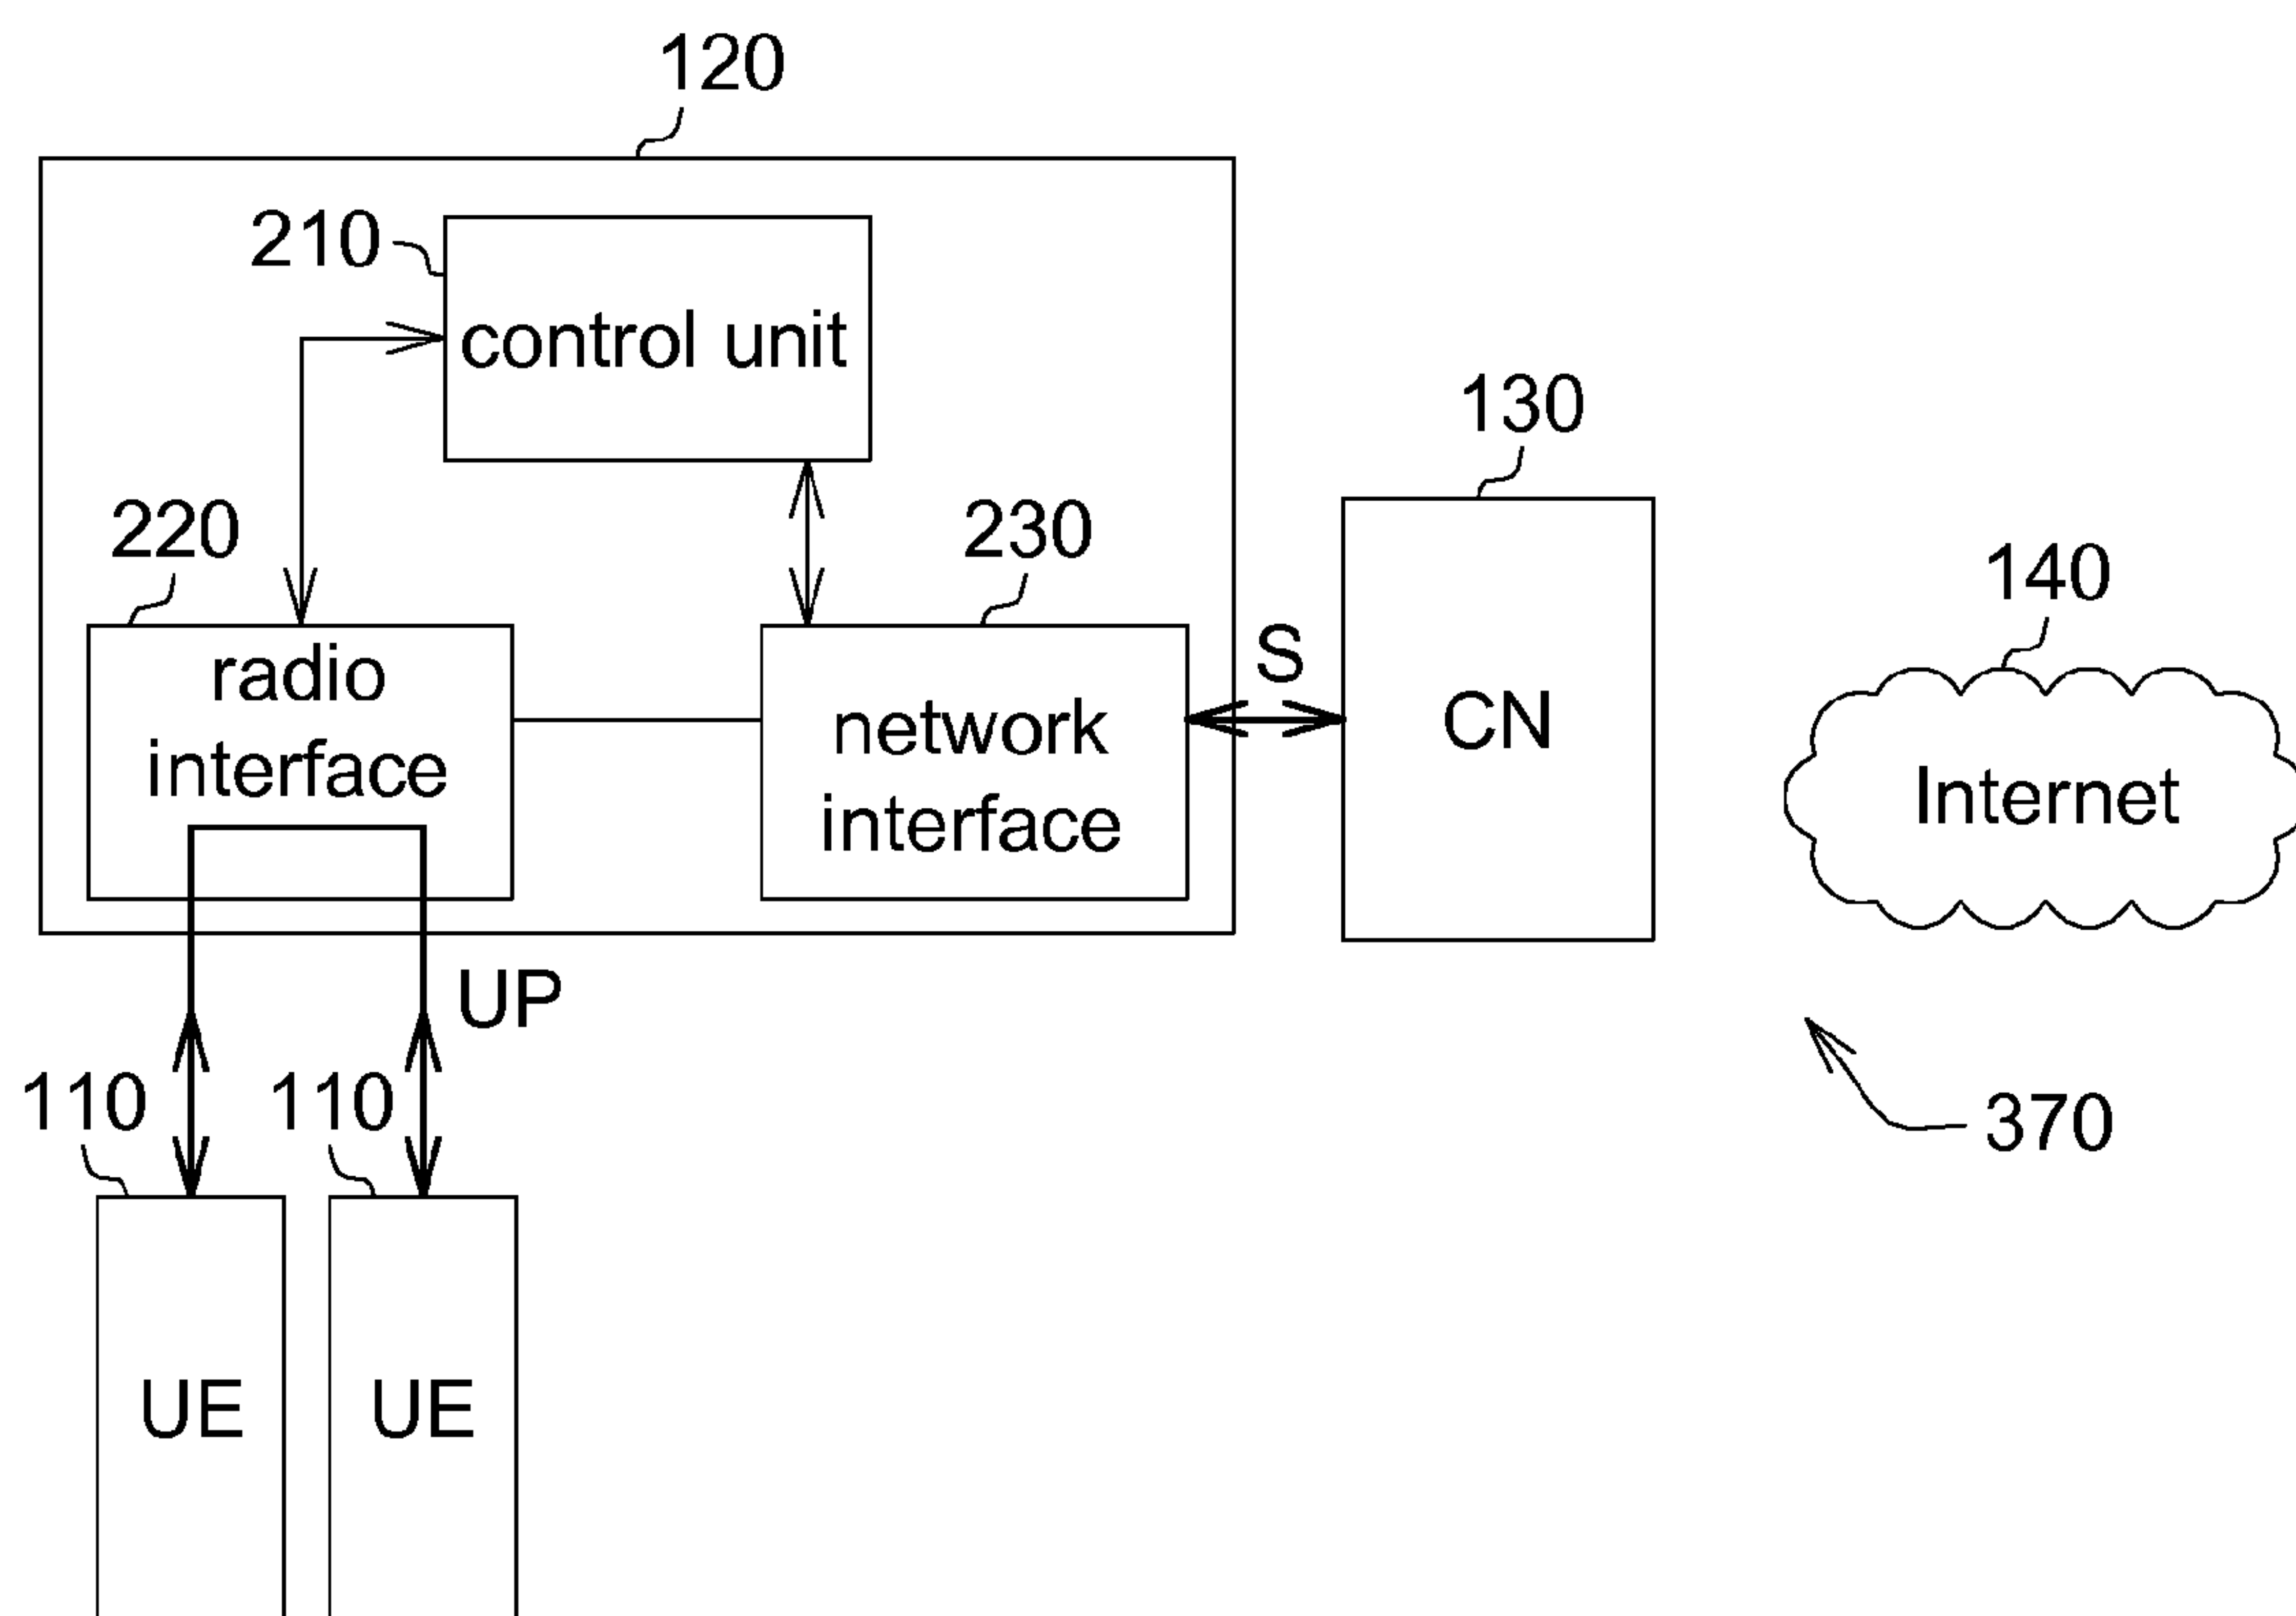 120
210
control unit
130
220
230
140
S
radio
interface
network
interface
CN
Internet
UP
110
110
370
UE
UE